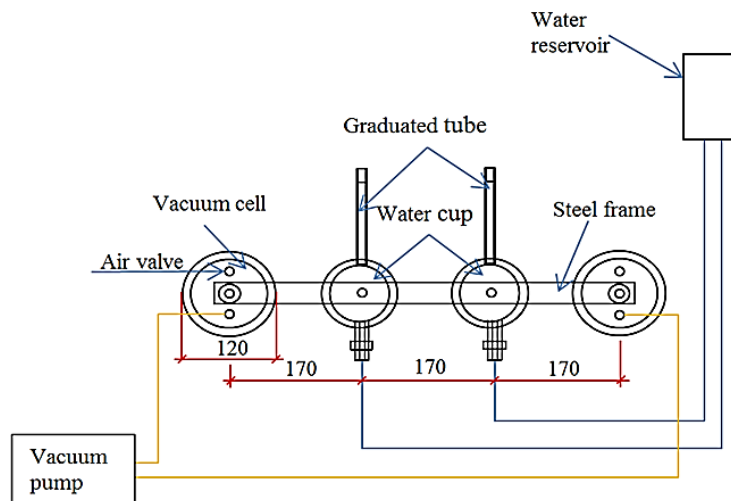 Water
reservoir
Graduated tube
Vacuum cell
Water cup
Steel frame
Air valve
120
170
170
170
Vacuum
pump